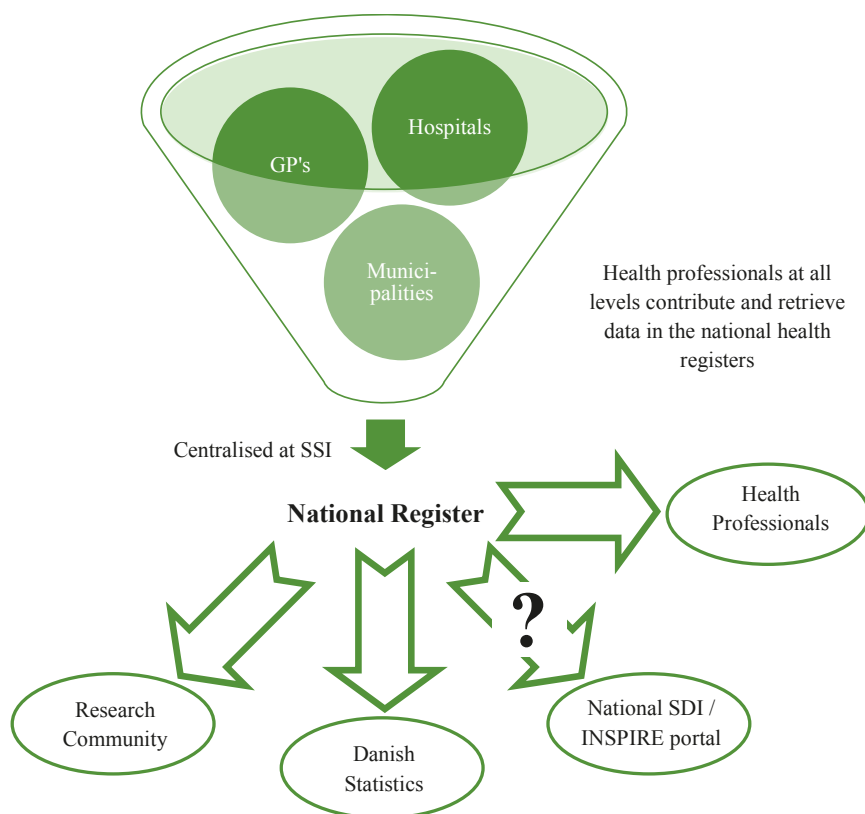 Hospitals
GP's
Munici-
palities
Health professionals at all
levels contribute and retrieve
data in the national health
registers
Centralised at SSI
National Register
Health
Professionals
?
Research
Community
Danish
Statistics
National SDI /
INSPIRE portal